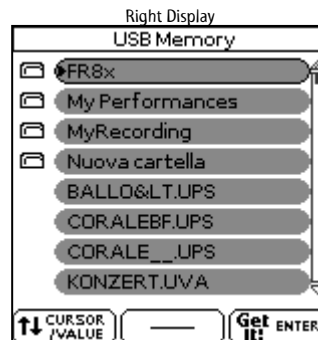 Right Display
USB Memory
FR8x
My Performances
MyRecording
Nuova cartella
BALLO&LT.UPS
CORALEBF.UPS
CORALE__.UPS
KONZERT.UVA
CURSOR /VALUE
Get it! ENTER